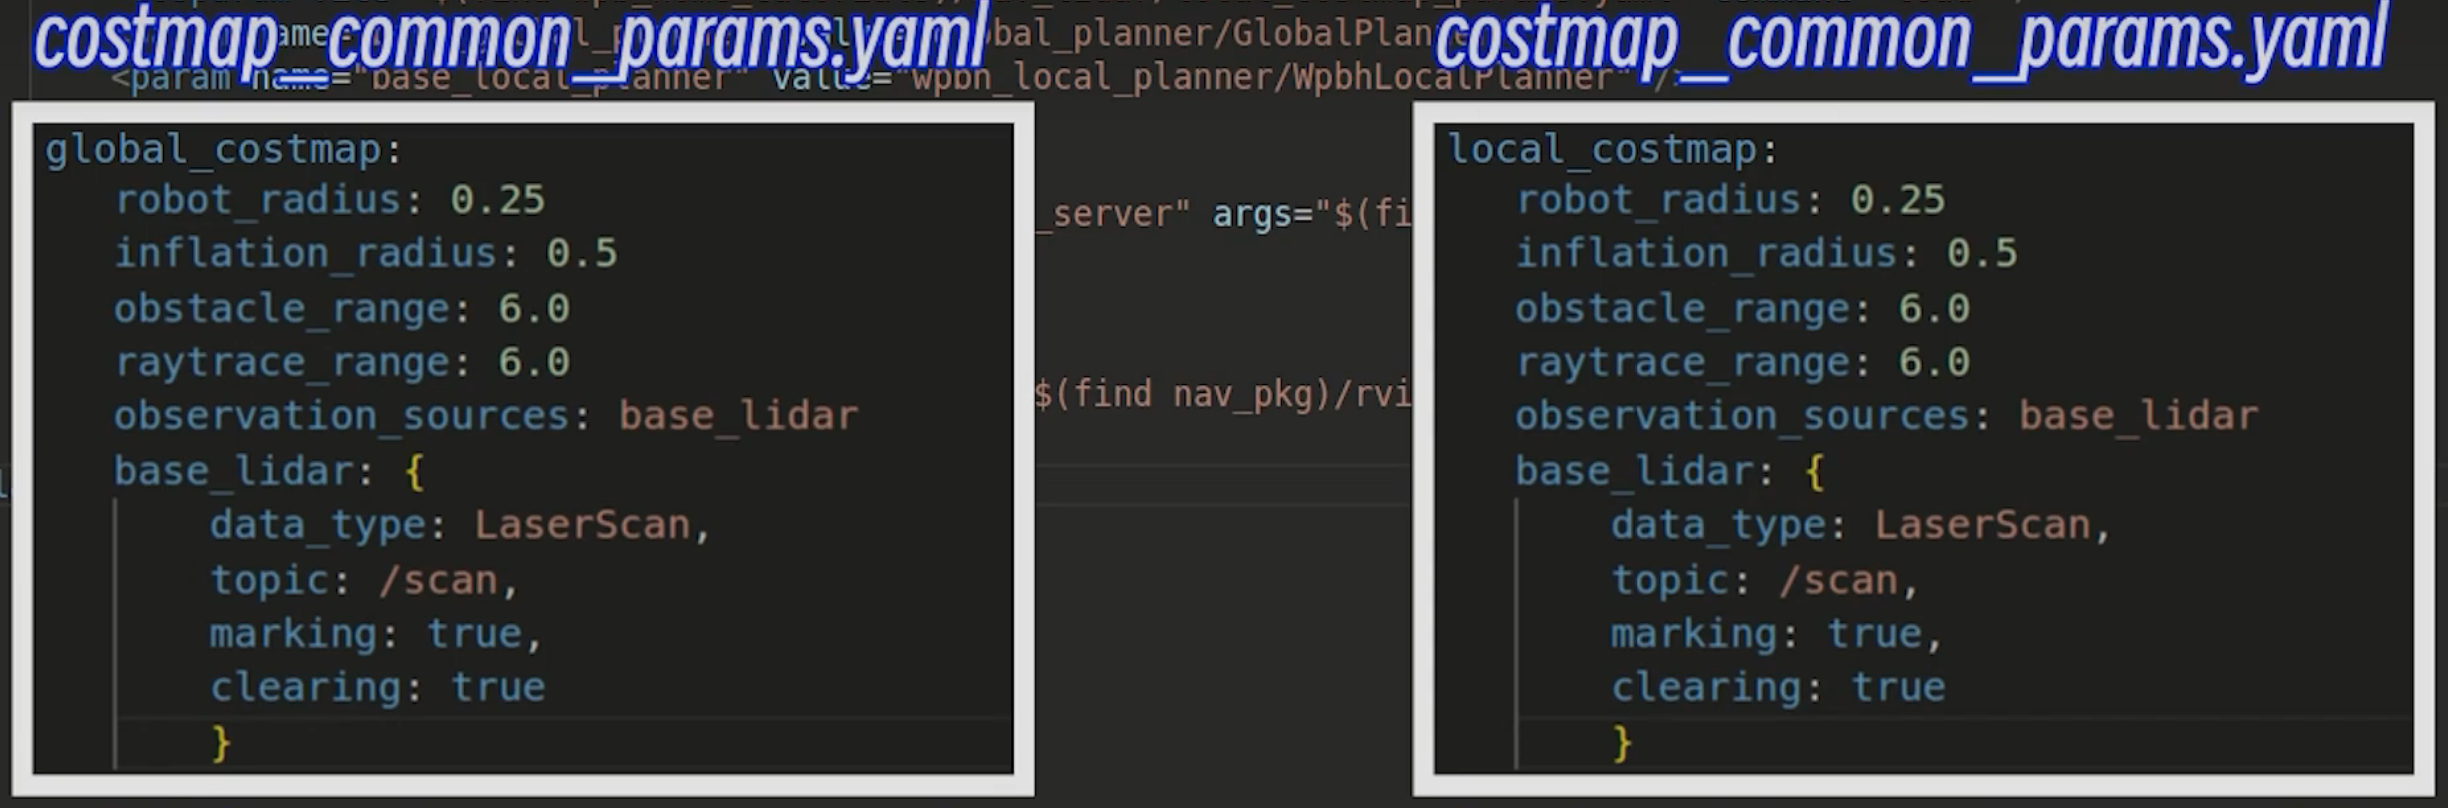 costmap_common_params.yaml
costmap_common_params.yaml
<param name="base_local_planner" value="wpbh_local_planner/WpbhLocalPlanner" />
global_costmap:
robot_radius: 0.25
inflation_radius: 0.5
obstacle_range: 6.0
raytrace_range: 6.0
observation_sources: base_lidar
base_lidar: {
data_type: LaserScan,
topic: /scan,
marking: true,
clearing: true
}
_server" args="$(fi
$(find nav_pkg)/rvi
local_costmap:
robot_radius: 0.25
inflation_radius: 0.5
obstacle_range: 6.0
raytrace_range: 6.0
observation_sources: base_lidar
base_lidar: {
data_type: LaserScan,
topic: /scan,
marking: true,
clearing: true
}